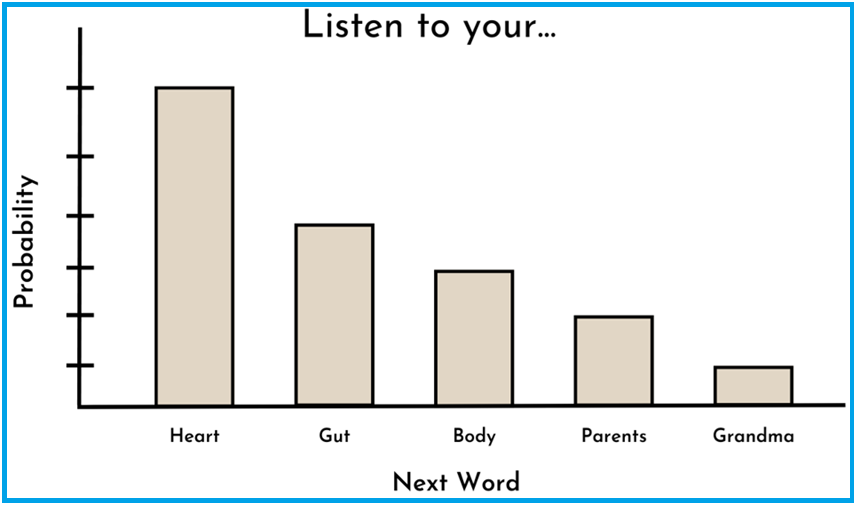 Listen to your...
Probability
Heart
Gut
Body
Parents
Grandma
Next Word